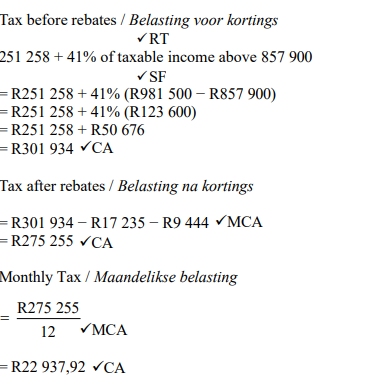 Tax before rebates / Belasting voor kortings
✓RT
251 258 + 41% of taxable income above 857 900
✓SF
= R251 258 + 41% (R981 500 − R857 900)
= R251 258 + 41% (R123 600)
= R251 258 + R50 676
= R301 934 ✓CA
Tax after rebates / Belasting na kortings
= R301 934 − R17 235 − R9 444 ✓MCA
= R275 255 ✓CA
Monthly Tax / Maandelikse belasting
= R275 255
12 ✓MCA
= R22 937,92 ✓CA